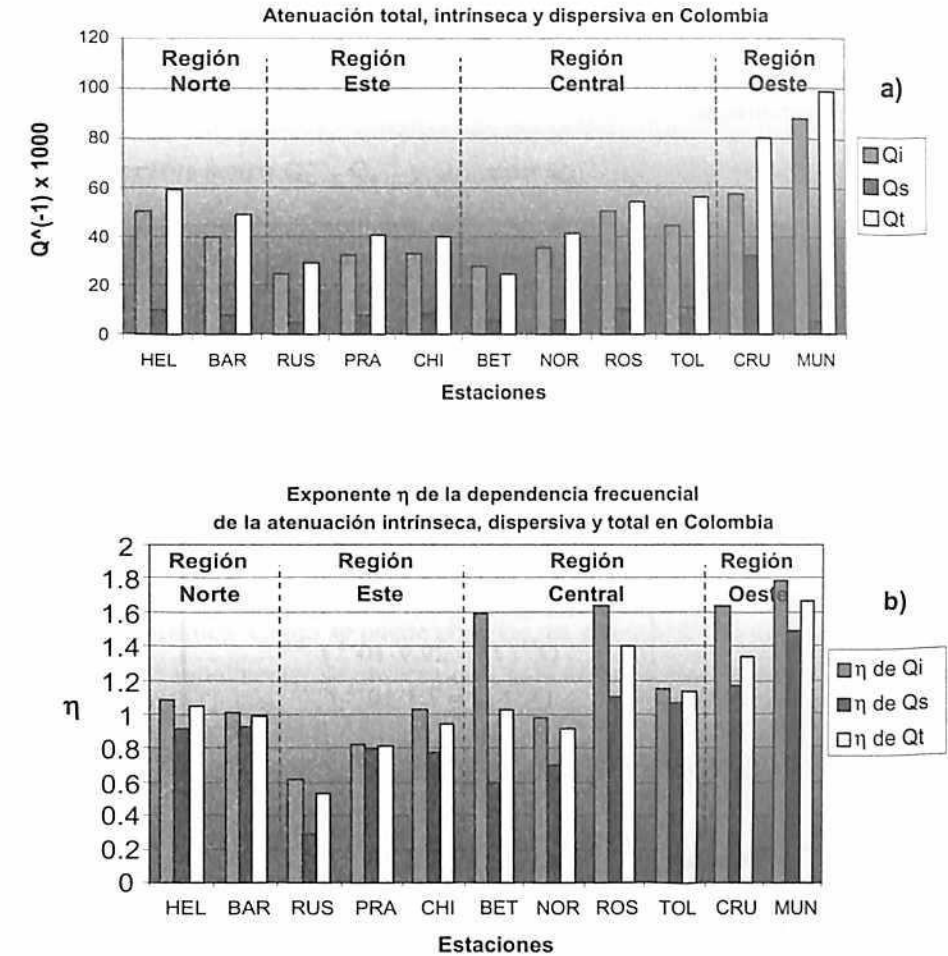 Atenuación total, intrínseca y dispersiva en Colombia
120
100
80
60
40
20
0
Q^(-1) x 1000
Región
Norte
Región
Este
Región
Central
Región
Oeste
a)
Qi
Qs
Qt
HEL BAR RUS PRA CHI BET NOR ROS TOL CRU MUN
Estaciones
Exponente η de la dependencia frecuencial
de la atenuación intrínseca, dispersiva y total en Colombia
2
1.8
1.6
1.4
1.2
1
0.8
0.6
0.4
0.2
0
η
Región
Norte
Región
Este
Región
Central
Región
Oeste
b)
η de Qi
η de Qs
η de Qt
HEL BAR RUS PRA CHI BET NOR ROS TOL CRU MUN
Estaciones